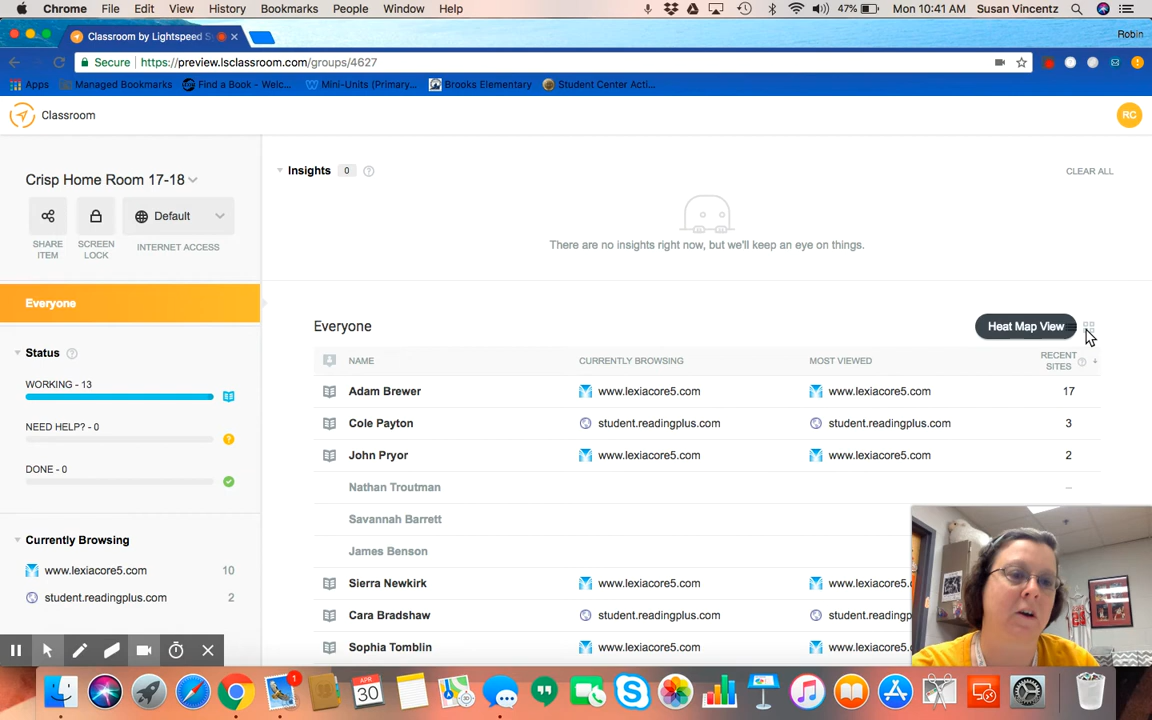 Chrome File Edit View History Bookmarks People Window Help 47% Mon 10:41 AM Susan Vincentz
Classroom by Lightspeed S Robin
Secure https://preview.lsclassroom.com/groups/4627
Apps Managed Bookmarks Find a Book - Welc... Mini-Units (Primary... Brooks Elementary Student Center Acti...
Classroom RC
Crisp Home Room 17-18
Default
SHARE ITEM SCREEN LOCK INTERNET ACCESS
Everyone
Status ?
WORKING - 13
NEED HELP? - 0
?
DONE - 0
Currently Browsing
www.lexiacore5.com 10
student.readingplus.com 2
Insights 0 ? CLEAR ALL
There are no insights right now, but we'll keep an eye on things.
Everyone Heat Map View
NAME CURRENTLY BROWSING MOST VIEWED RECENT SITES ?
Adam Brewer www.lexiacore5.com www.lexiacore5.com 17
Cole Payton student.readingplus.com student.readingplus.com 3
John Pryor www.lexiacore5.com www.lexiacore5.com 2
Nathan Troutman --
Savannah Barrett
James Benson
Sierra Newkirk www.lexiacore5.com www.lexiacore5.
Cara Bradshaw student.readingplus.com student.readingp
Sophia Tomblin www.lexiacore5.com www.lexiacore5.
1 APR 30